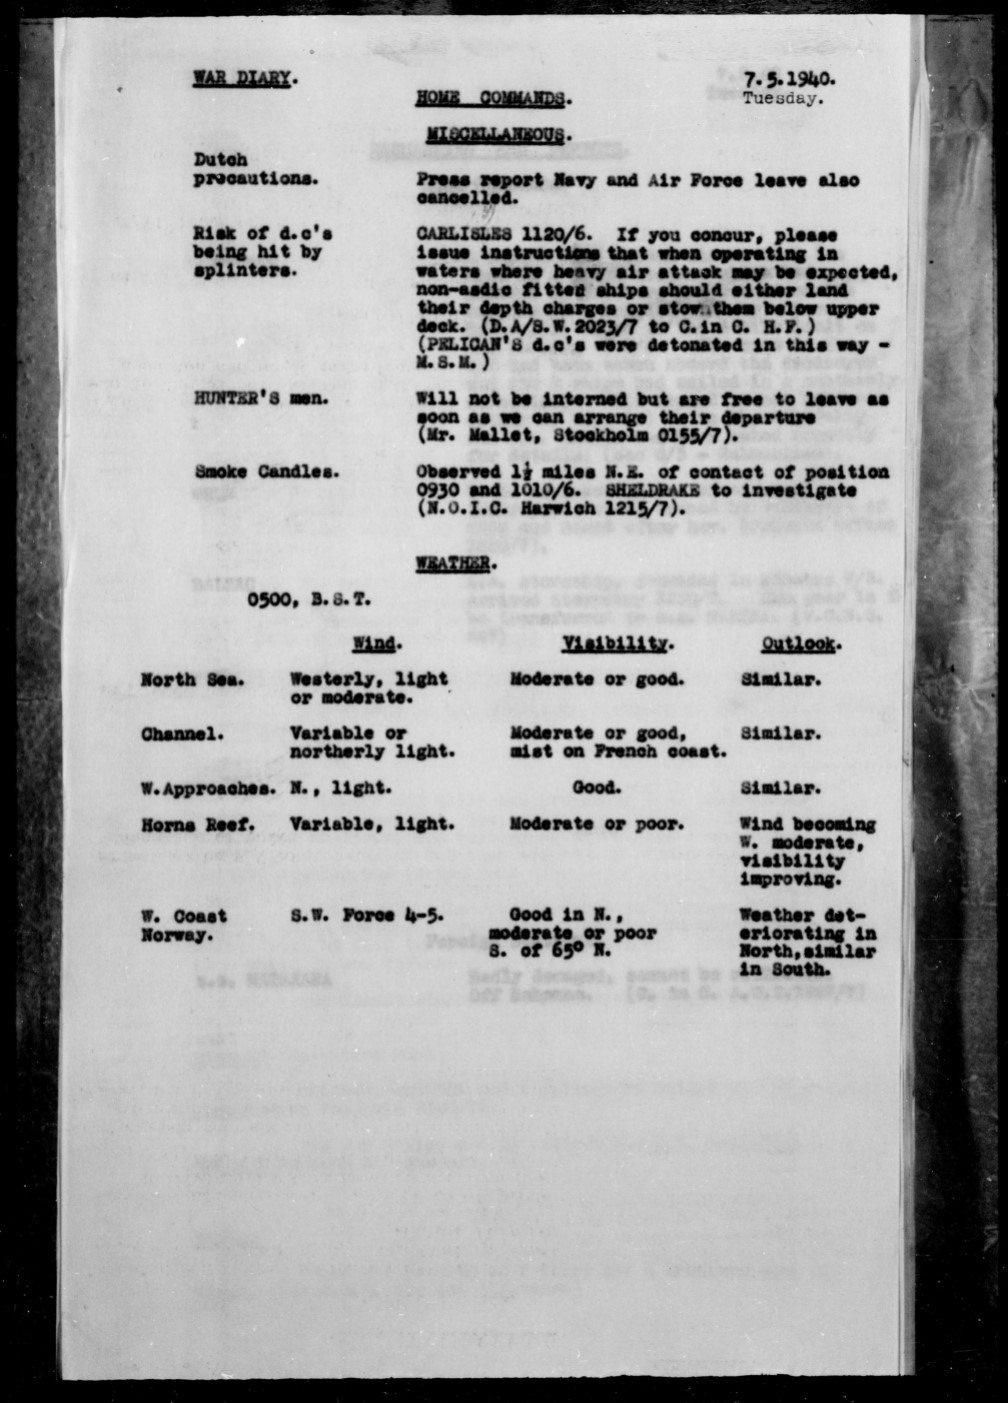 WAR DIARY.
7.5.1940.
Tuesday.
HOME COMMANDS.
MISCELLANEOUS.
Dutch
precautions.
Press report Navy and Air Force leave also
cancelled.
Risk of d.c's
being hit by
splinters.
CARLISLES 1120/6. If you concur, please
issue instructions that when operating in
waters where heavy air attack may be expected,
non-asdic fitted ships should either land
their depth charges or stow them below upper
deck. (D.A/S.W.2023/7 to C.in C. H.F.)
(PELICAN'S d.c's were detonated in this way -
M.S.M.)
HUNTER'S men.
Will not be interned but are free to leave as
soon as we can arrange their departure
(Mr. Mallet, Stockholm 0155/7).
Smoke Candles.
Observed 1½ miles N.E. of contact of position
0930 and 1010/6. SHELDRAKE to investigate
(N.O.I.C. Harwich 1215/7).
WEATHER.
0500, B.S.T.
Wind. Visibility. Outlook.
North Sea. Westerly, light Moderate or good. Similar.
or moderate.
Channel. Variable or Moderate or good, Similar.
northerly light. mist on French coast.
W.Approaches. N., light. Good. Similar.
Horns Reef. Variable, light. Moderate or poor. Wind becoming
W. moderate,
visibility
improving.
W. Coast S.W. Force 4-5. Good in N., Weather det-
Norway. moderate or poor eriorating in
S. of 65° N. North,similar
in South.